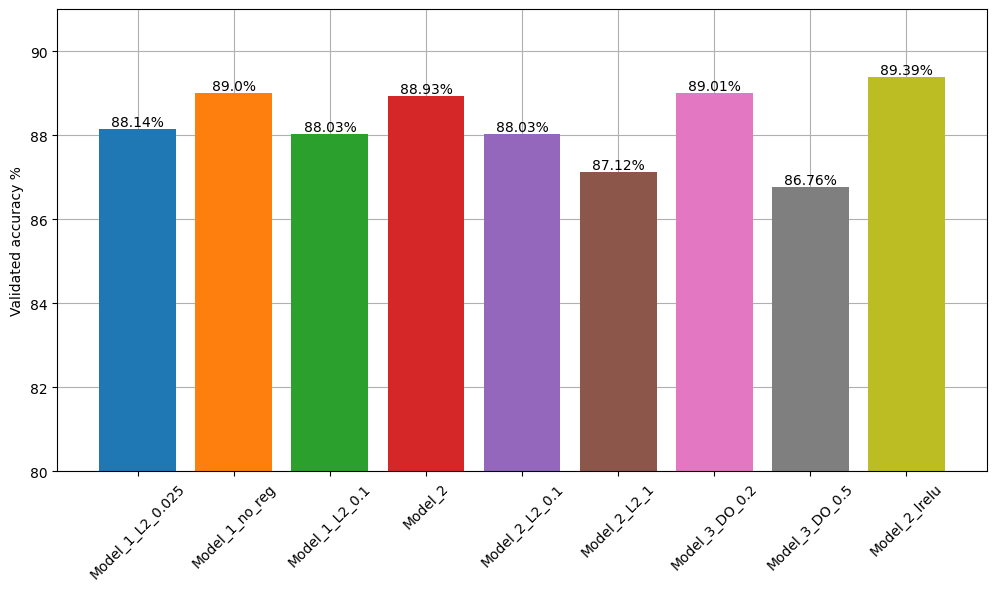 Validated accuracy %
90
88
86
84
82
80
88.14%
89.0%
88.03%
88.93%
88.03%
87.12%
89.01%
86.76%
89.39%
Model_1_L2_0.025
Model_1_no_reg
Model_1_L2_0.1
Model_2
Model_2_L2_0.1
Model_2_L2_1
Model_3_DO_0.2
Model_3_DO_0.5
Model_2_lrelu